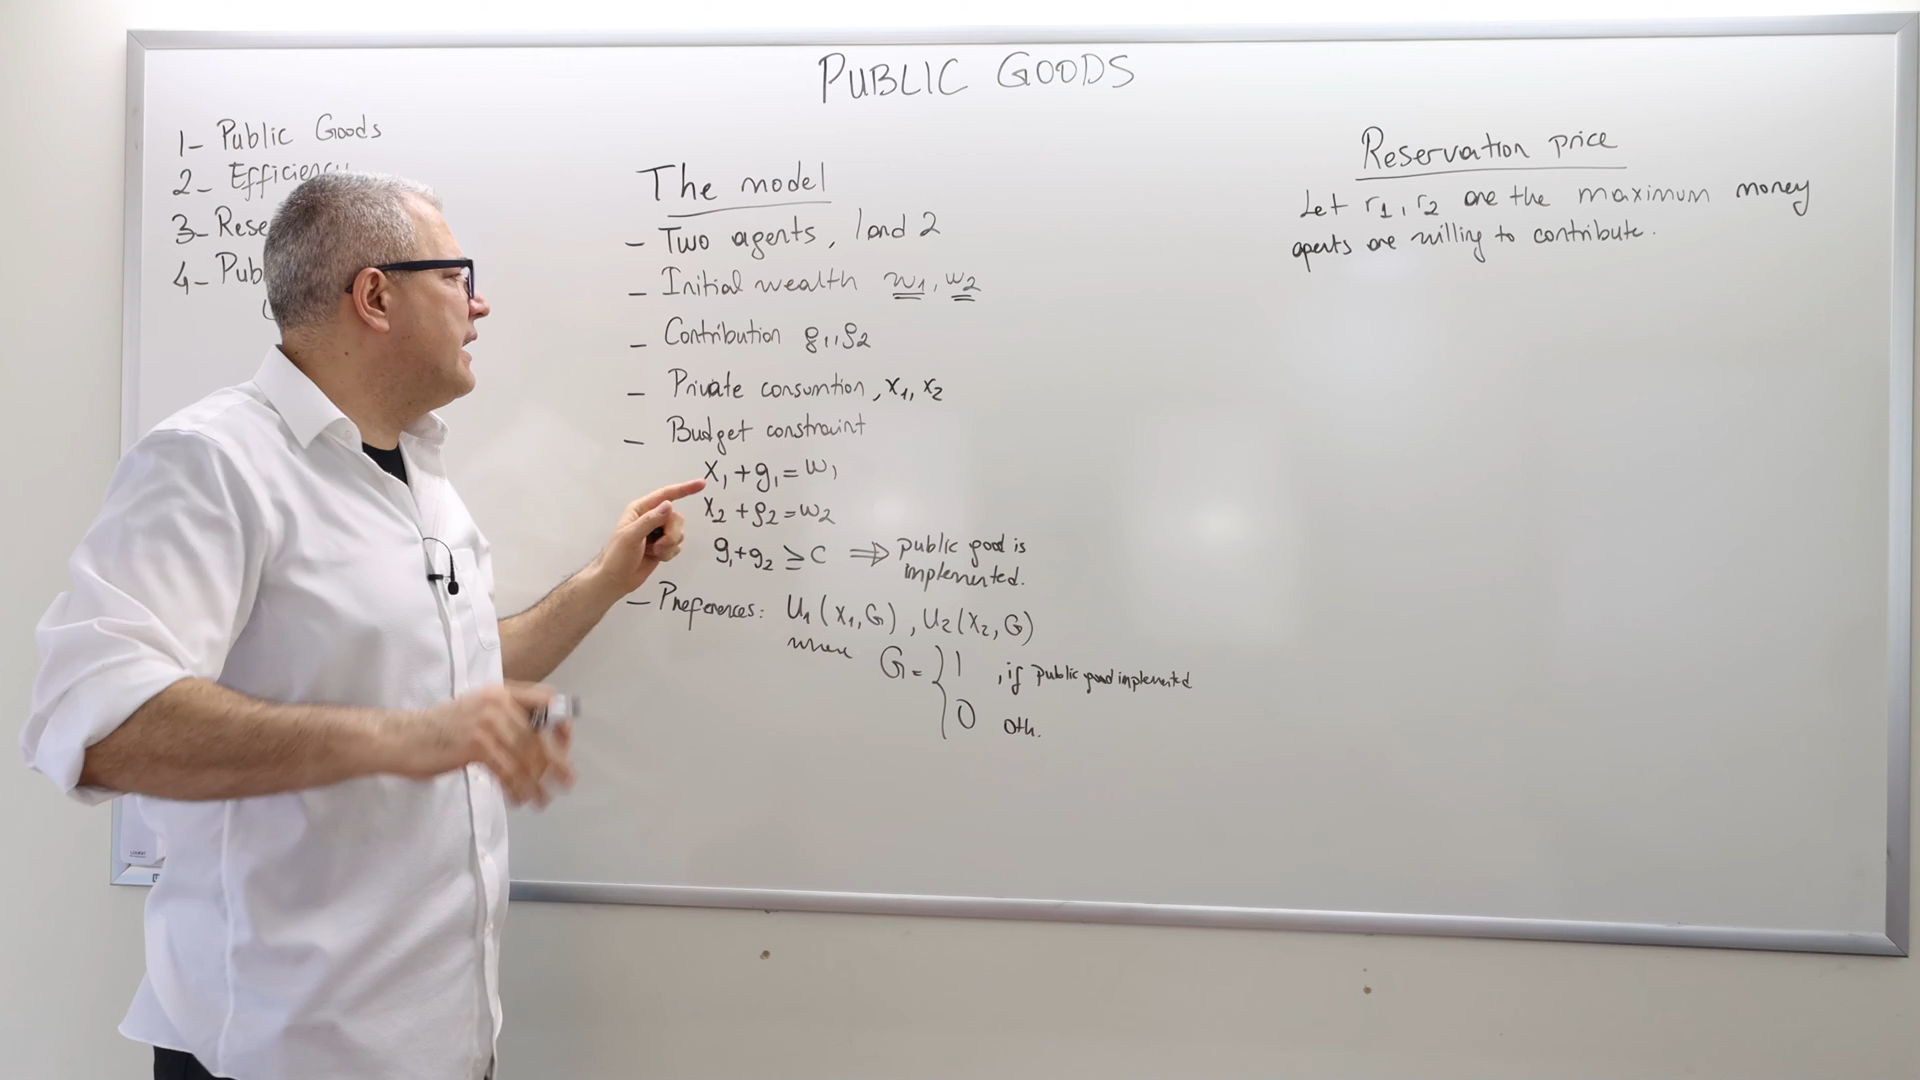 PUBLIC GOODS
1- Public Goods
2- Efficiency
3- Rese
4- Pub
The model
- Two agents, 1 and 2
- Initial wealth w1, w2
- Contribution g1, g2
- Private consumtion, x1, x2
- Budget constraint
x1 + g1 = w1
x2 + g2 = w2
g1 + g2 ≥ C ⇒ public good is
implemented.
- Preferences: U1(x1, G), U2(x2, G)
where G = { 1 , if public good implemented
0 oth.
Reservation price
Let r1, r2 are the maximum money
agents are willing to contribute.